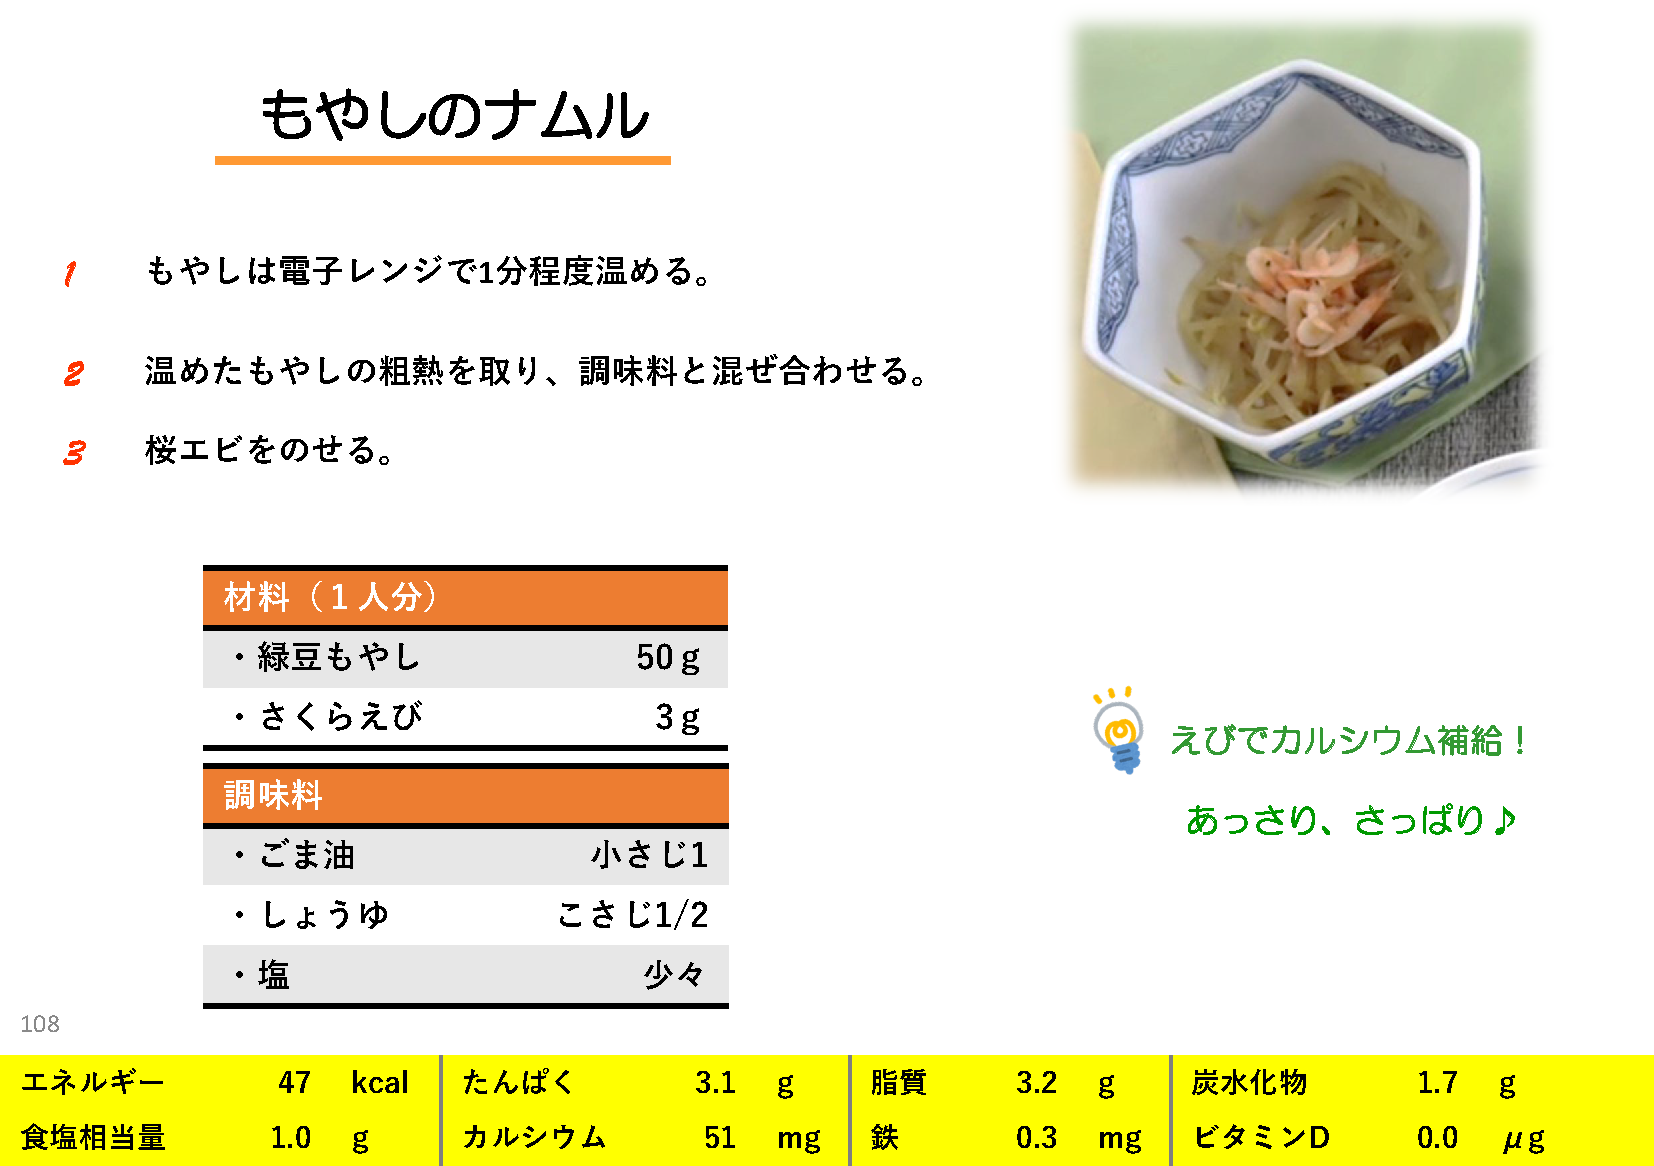 もやしのナムル
1 もやしは電子レンジで1分程度温める。
2 温めたもやしの粗熱を取り、調味料と混ぜ合わせる。
3 桜エビをのせる。
材料（１人分）
・緑豆もやし 50ｇ
・さくらえび 3ｇ
調味料
・ごま油 小さじ1
・しょうゆ こさじ1/2
・塩 少々
えびでカルシウム補給！
あっさり、さっぱり♪
108
エネルギー 47 kcal たんぱく 3.1 g 脂質 3.2 g 炭水化物 1.7 g
食塩相当量 1.0 g カルシウム 51 mg 鉄 0.3 mg ビタミンD 0.0 μg